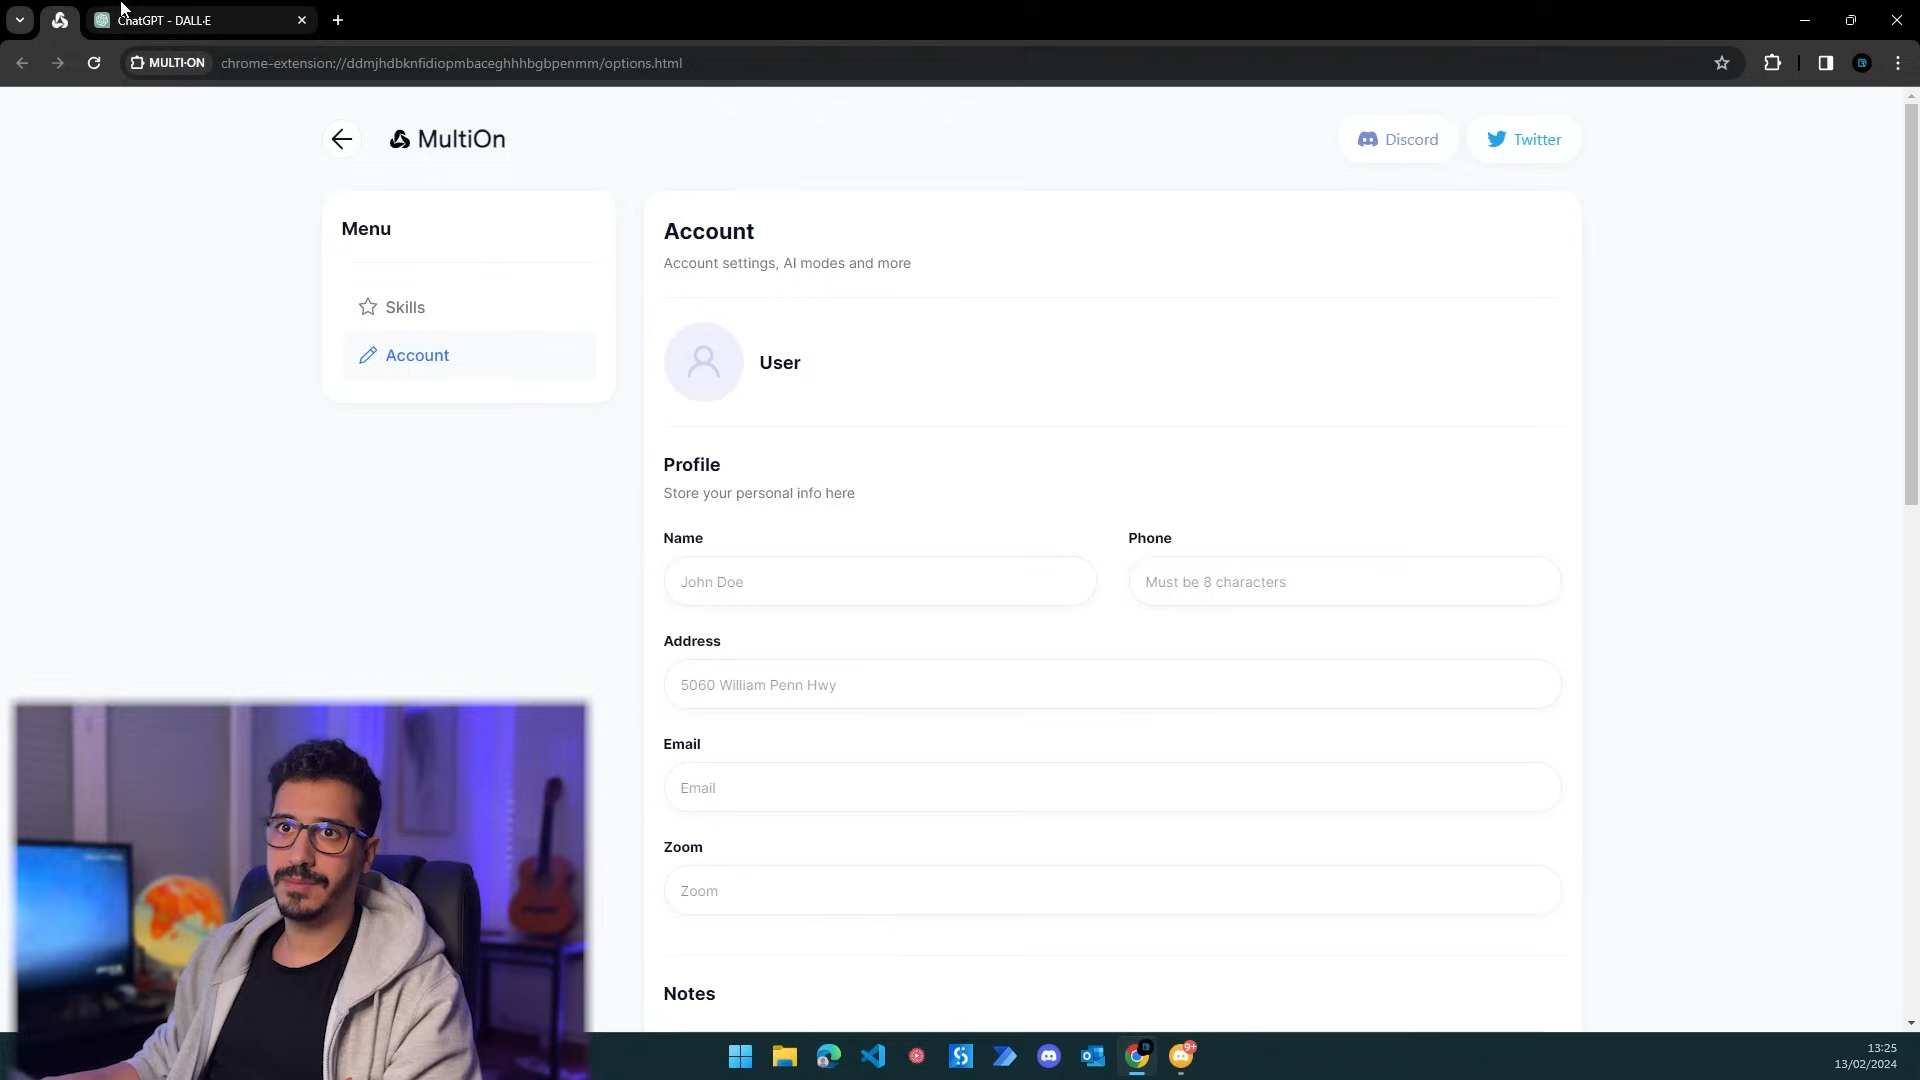 ChatGPT - DALL·E
MULTI·ON
chrome-extension://ddmjhdbknfidiopmbaceghhhbgbpenmm/options.html
MultiOn
Discord
Twitter
Menu
Skills
Account
Account
Account settings, AI modes and more
User
Profile
Store your personal info here
Name
Phone
John Doe
Must be 8 characters
Address
5060 William Penn Hwy
Email
Email
Zoom
Zoom
Notes
9+
13:25
13/02/2024